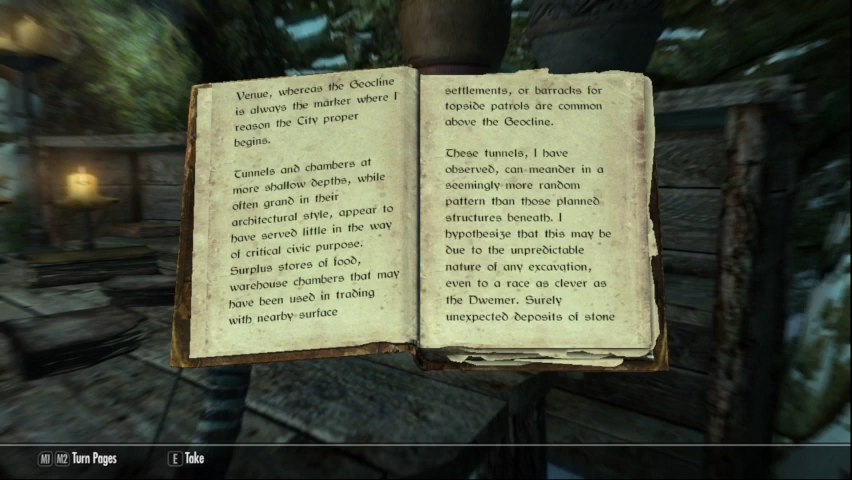 Venue, whereas the Geocline
is always the marker where I
reason the City proper
begins.
Tunnels and chambers at
more shallow depths, while
often grand in their
architectural style, appear to
have served little in the way
of critical civic purpose.
Surplus stores of food,
warehouse chambers that may
have been used in trading
with nearby surface
settlements, or barracks for
topside patrols are common
above the Geocline.
These tunnels, I have
observed, can meander in a
seemingly more random
pattern than those planned
structures beneath. I
hypothesize that this may be
due to the unpredictable
nature of any excavation,
even to a race as clever as
the Dwemer. Surely
unexpected deposits of stone
M1 M2 Turn Pages E Take